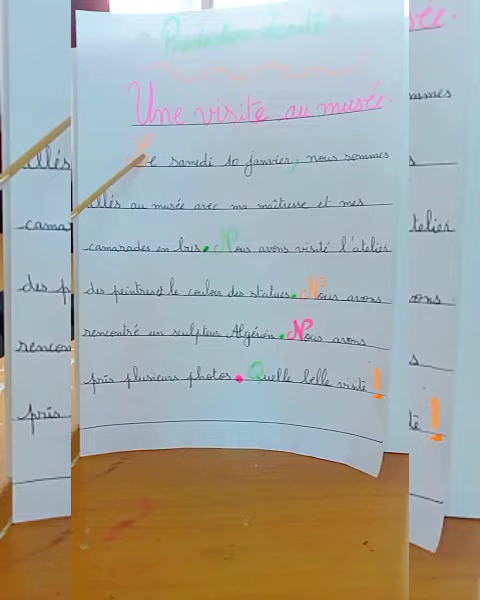 Production écrite
Une visite au musée.
Le samedi 10 janvier, nous sommes
allés au musée avec ma maîtresse et mes
camarades en bus. Nous avons visité l'atelier
des peintres et le couloir des statues. Nous avons
rencontré un sculpteur Algérien. Nous avons
pris plusieurs photos. Quelle belle visite !